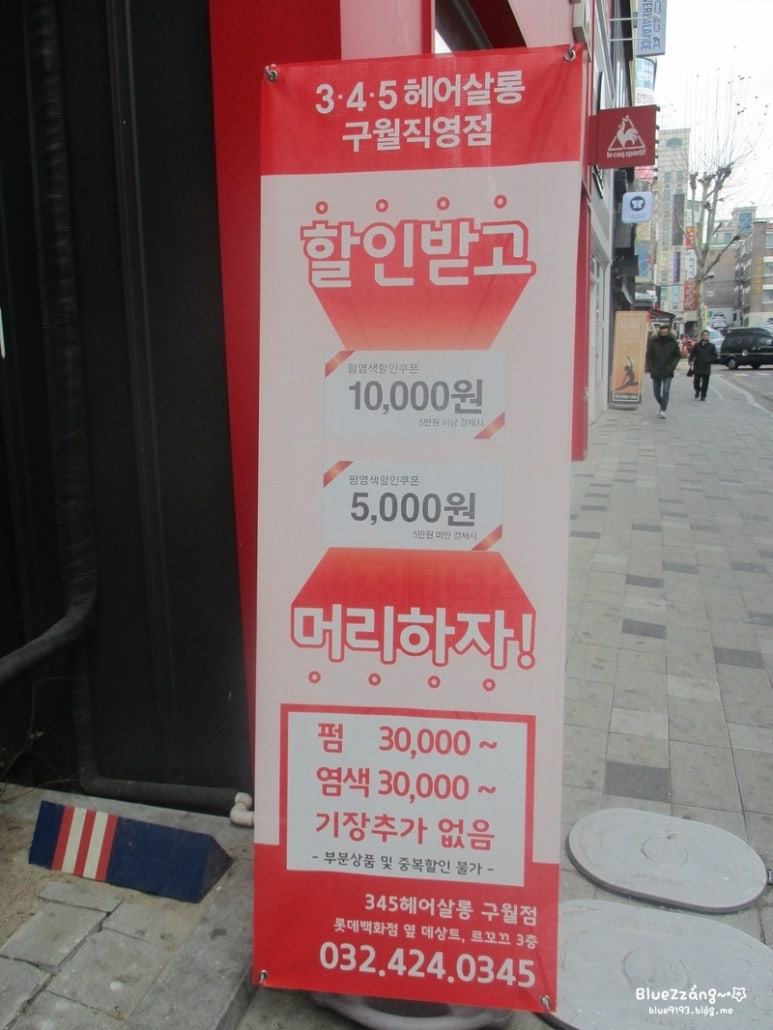 3·4·5 헤어살롱
구월직영점
할인받고
펌염색할인쿠폰
10,000원
5만원 이상 결제시
펌염색할인쿠폰
5,000원
5만원 미만 결제시
머리하자!
펌 30,000 ~
염색 30,000 ~
기장추가 없음
- 부분상품 및 중복할인 불가 -
345헤어살롱 구월점
롯데백화점 옆 데상트, 르꼬끄 3층
032.424.0345
le coq sportif
BlueZzáng~*
blue9193.blog.me